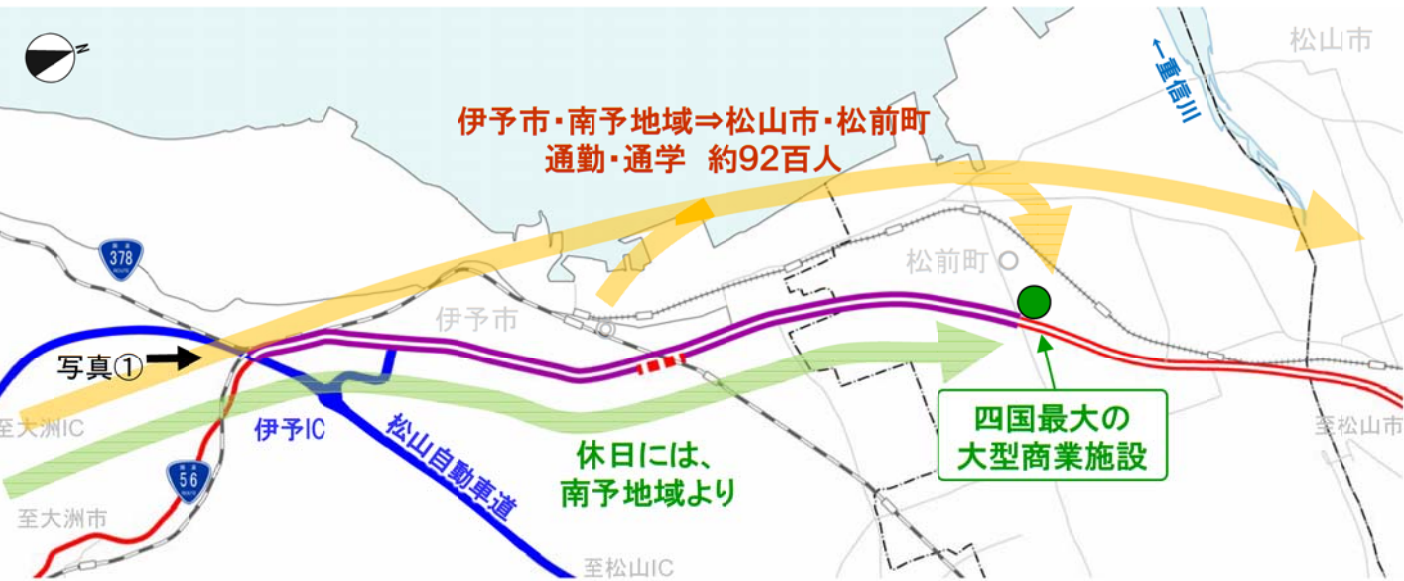 N
松山市
←重信川
伊予市・南予地域⇒松山市・松前町
通勤・通学 約92百人
378
ROUTE
松前町
伊予市
写真①
至大洲IC
伊予IC
松山自動車道
四国最大の
大型商業施設
至松山市
休日には、
南予地域より
56
ROUTE
至大洲市
至松山IC